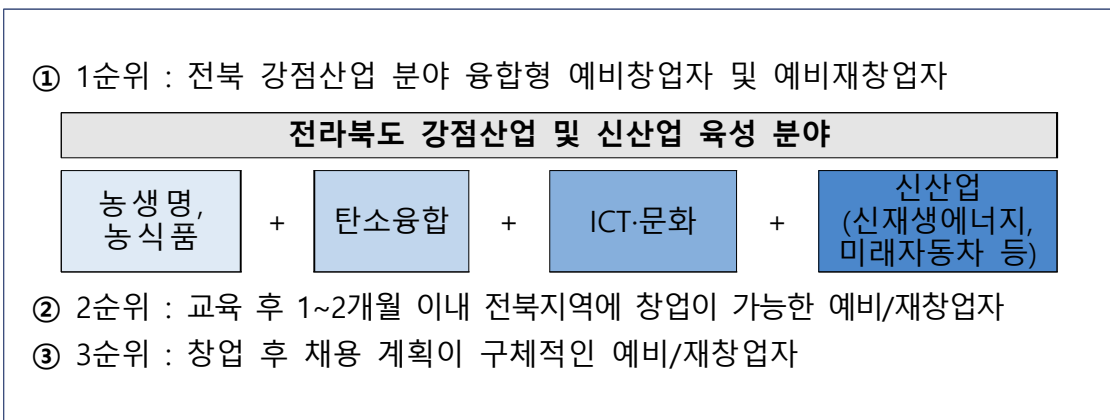 ① 1순위 : 전북 강점산업 분야 융합형 예비창업자 및 예비재창업자
전라북도 강점산업 및 신산업 육성 분야
농생명,
농식품
+
탄소융합
+
ICT·문화
+
신산업
(신재생에너지,
미래자동차 등)
② 2순위 : 교육 후 1~2개월 이내 전북지역에 창업이 가능한 예비/재창업자
③ 3순위 : 창업 후 채용 계획이 구체적인 예비/재창업자